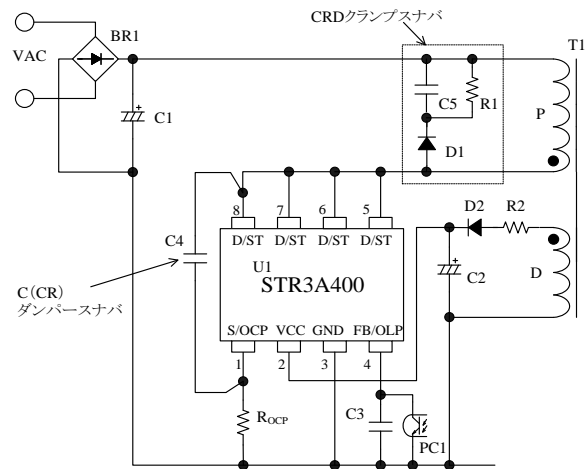 CRDクランプスナバ
VAC
BR1
T1
C1
C5
R1
P
D1
D2
R2
8
7
6
5
D/ST
D/ST
D/ST
D/ST
C4
U1
STR3A400
C2
D
C(CR)
ダンパースナバ
S/OCP
VCC
GND
FB/OLP
1
2
3
4
ROCP
C3
PC1